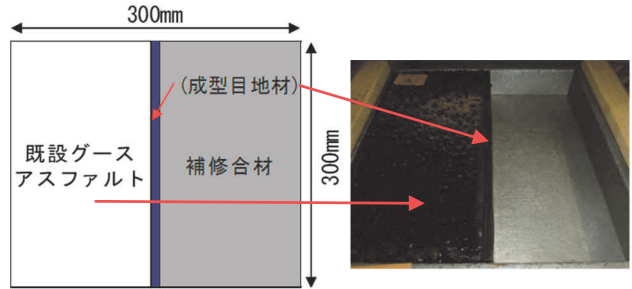 300mm
(成型目地材)
既設グース
アスファルト
補修合材
300mm